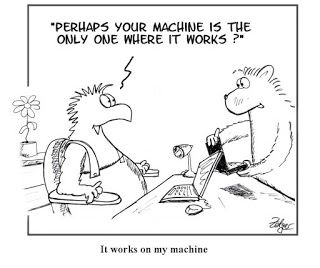 "PERHAPS YOUR MACHINE IS THE
ONLY ONE WHERE IT WORKS ?"
It works on my machine